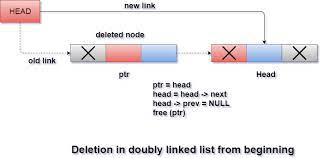 HEAD
new link
deleted node
old link
ptr
Head
ptr = head
head = head -> next
head -> prev = NULL
free (ptr)
Deletion in doubly linked list from beginning